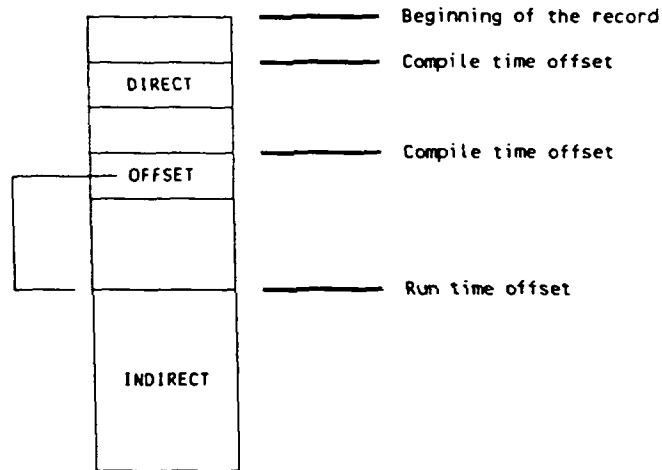 Beginning of the record
Compile time offset
DIRECT
Compile time offset
OFFSET
Run time offset
INDIRECT